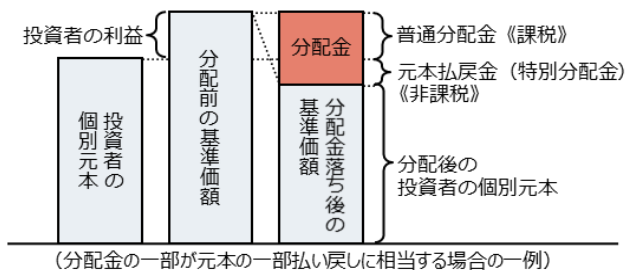 投資者の利益
投資者の
個別元本
分配前の基準価額
分配金
分配金落ち後の
基準価額
普通分配金《課税》
元本払戻金（特別分配金）
《非課税》
分配後の
投資者の個別元本
（分配金の一部が元本の一部払い戻しに相当する場合の一例）